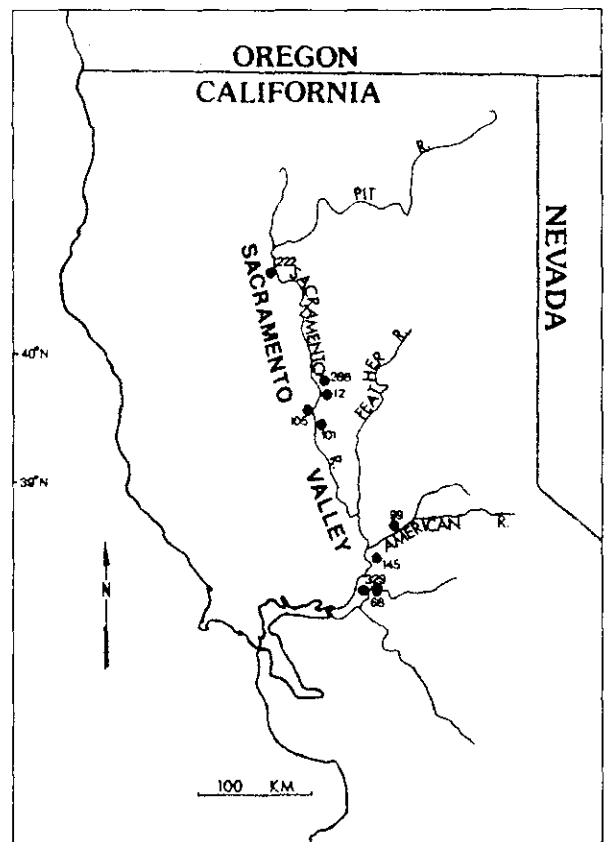 OREGON
CALIFORNIA
NEVADA
PIT R.
SACRAMENTO VALLEY
SACRAMENTO R.
FEATHER R.
AMERICAN R.
40°N
39°N
222
288
12
105
101
99
145
329
68
N
100 KM